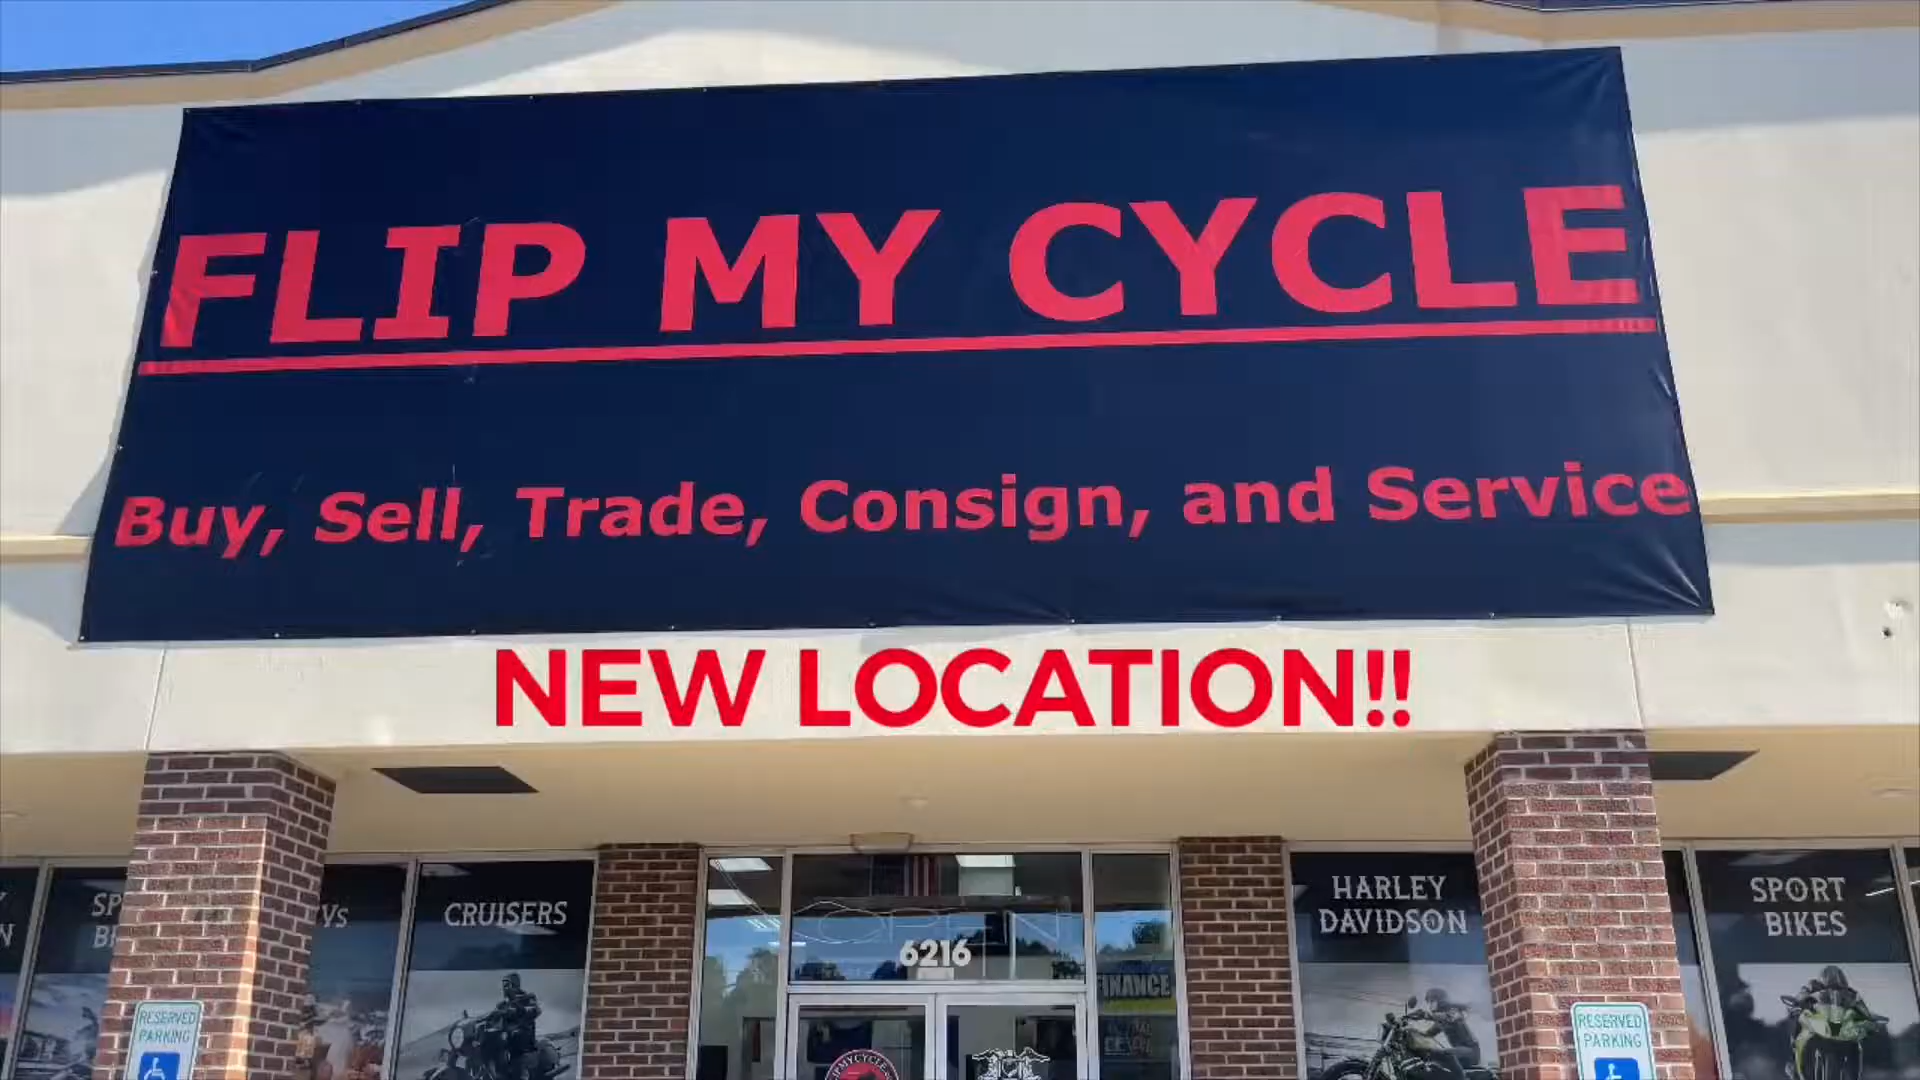 FLIP MY CYCLE
Buy, Sell, Trade, Consign, and Service
NEW LOCATION!!
CRUISERS
OPEN
6216
FINANCE
HARLEY
DAVIDSON
SPORT
BIKES
RESERVED
PARKING
RESERVED
PARKING